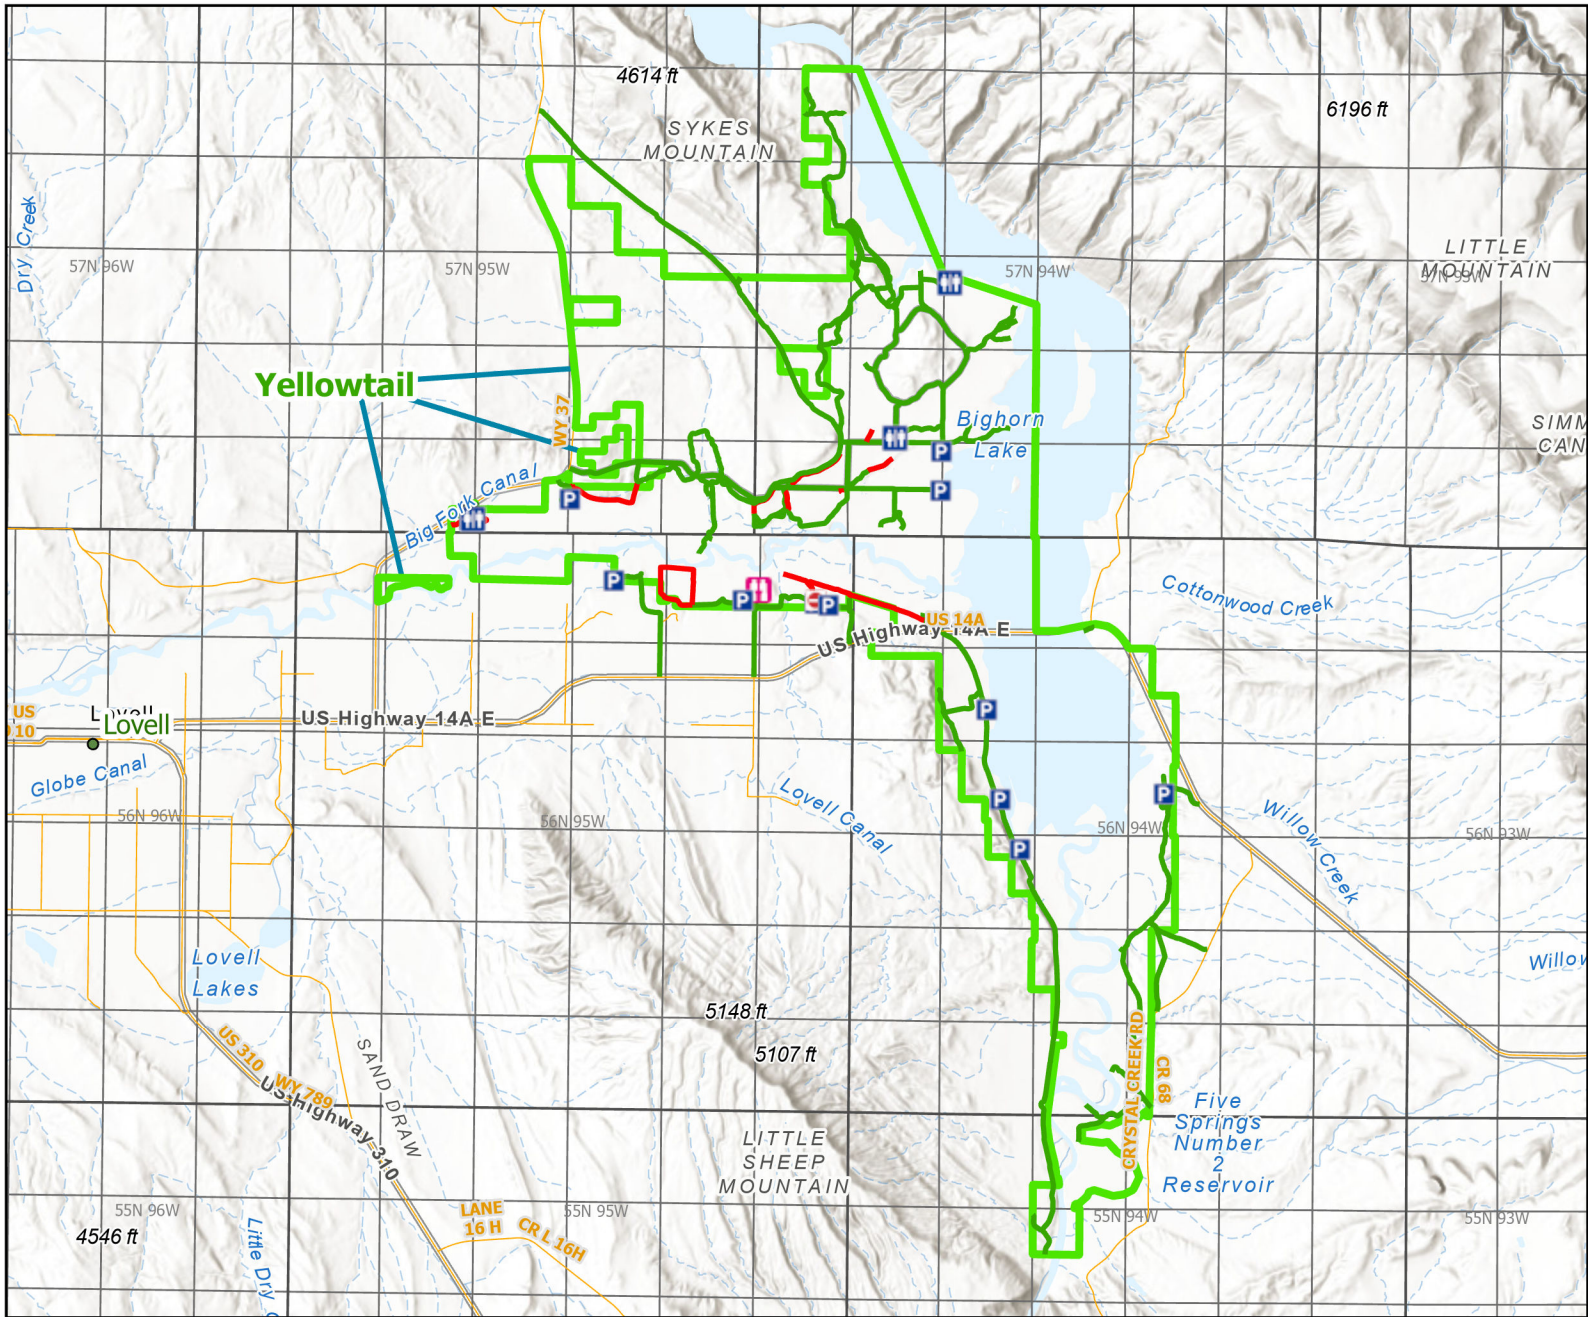 4614 ft
6196 ft
SYKES
MOUNTAIN
Dry Creek
57N 96W
57N 95W
57N 94W
LITTLE
MOUNTAIN
57N 93W
Yellowtail
WY 37
Bighorn
Lake
SIMM
CAN
Big Fork Canal
P
P
P
P
P
P
Cottonwood Creek
US 14A
US Highway 14A E
US
10
Lovell
Lovell
US Highway 14A E
P
Globe Canal
Lovell Canal
P
P
56N 96W
56N 95W
56N 94W
56N 93W
Willow Creek
P
Lovell
Lakes
Willow
5148 ft
5107 ft
US 310
WY 789
US Highway 310
SAND DRAW
CRYSTAL CREEK RD
CR 68
Five
Springs
Number
2
Reservoir
LITTLE
SHEEP
MOUNTAIN
55N 96W
55N 95W
55N 94W
55N 93W
4546 ft
Little Dry
LANE
16 H
CR L 16H